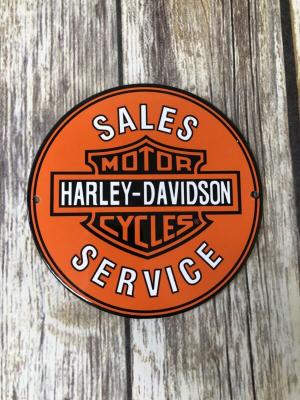 SALES
MOTOR
HARLEY-DAVIDSON
CYCLES
SERVICE